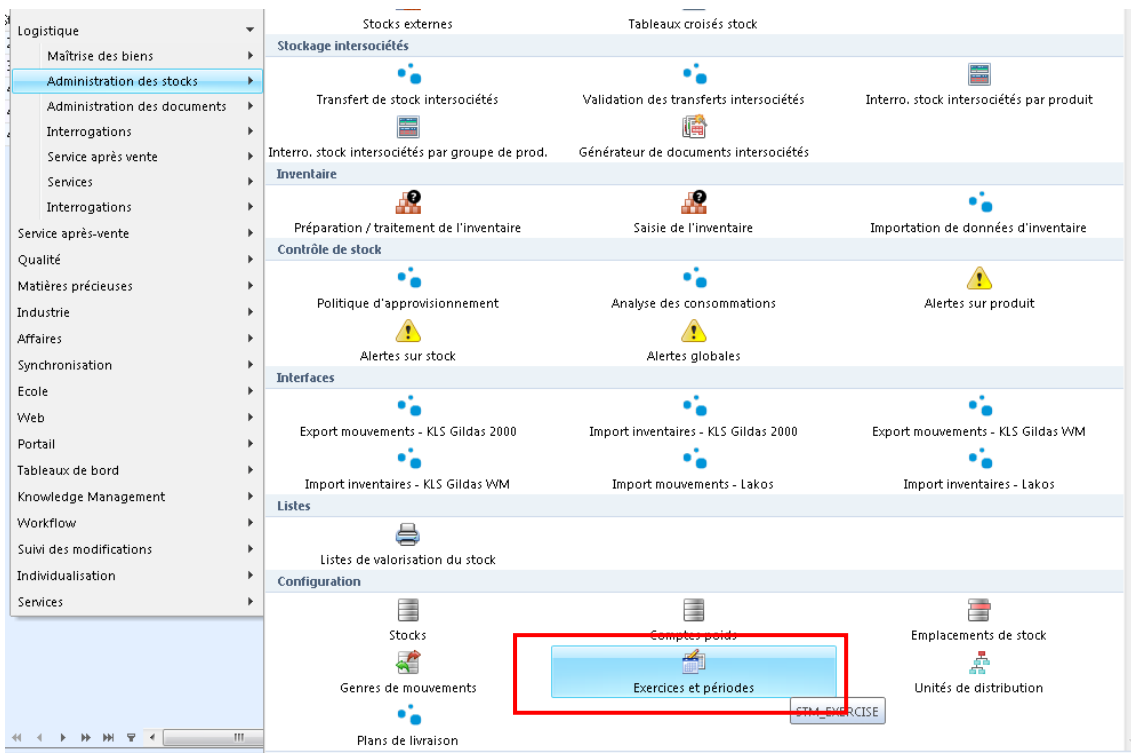 Logistique
Maîtrise des biens
Administration des stocks
Administration des documents
Interrogations
Service après vente
Services
Interrogations
Service après-vente
Qualité
Matières précieuses
Industrie
Affaires
Synchronisation
Ecole
Web
Portail
Tableaux de bord
Knowledge Management
Workflow
Suivi des modifications
Individualisation
Services
Stocks externes Tableaux croisés stock
Stockage intersociétés
Transfert de stock intersociétés Validation des transferts intersociétés Interro. stock intersociétés par produit
Interro. stock intersociétés par groupe de prod. Générateur de documents intersociétés
Inventaire
Préparation / traitement de l'inventaire Saisie de l'inventaire Importation de données d'inventaire
Contrôle de stock
Politique d'approvisionnement Analyse des consommations Alertes sur produit
Alertes sur stock Alertes globales
Interfaces
Export mouvements - KLS Gildas 2000 Import inventaires - KLS Gildas 2000 Export mouvements - KLS Gildas WM
Import inventaires - KLS Gildas WM Import mouvements - Lakos Import inventaires - Lakos
Listes
Listes de valorisation du stock
Configuration
Stocks Comptes poids Emplacements de stock
Genres de mouvements Exercices et périodes Unités de distribution
STM_EXERCISE
Plans de livraison